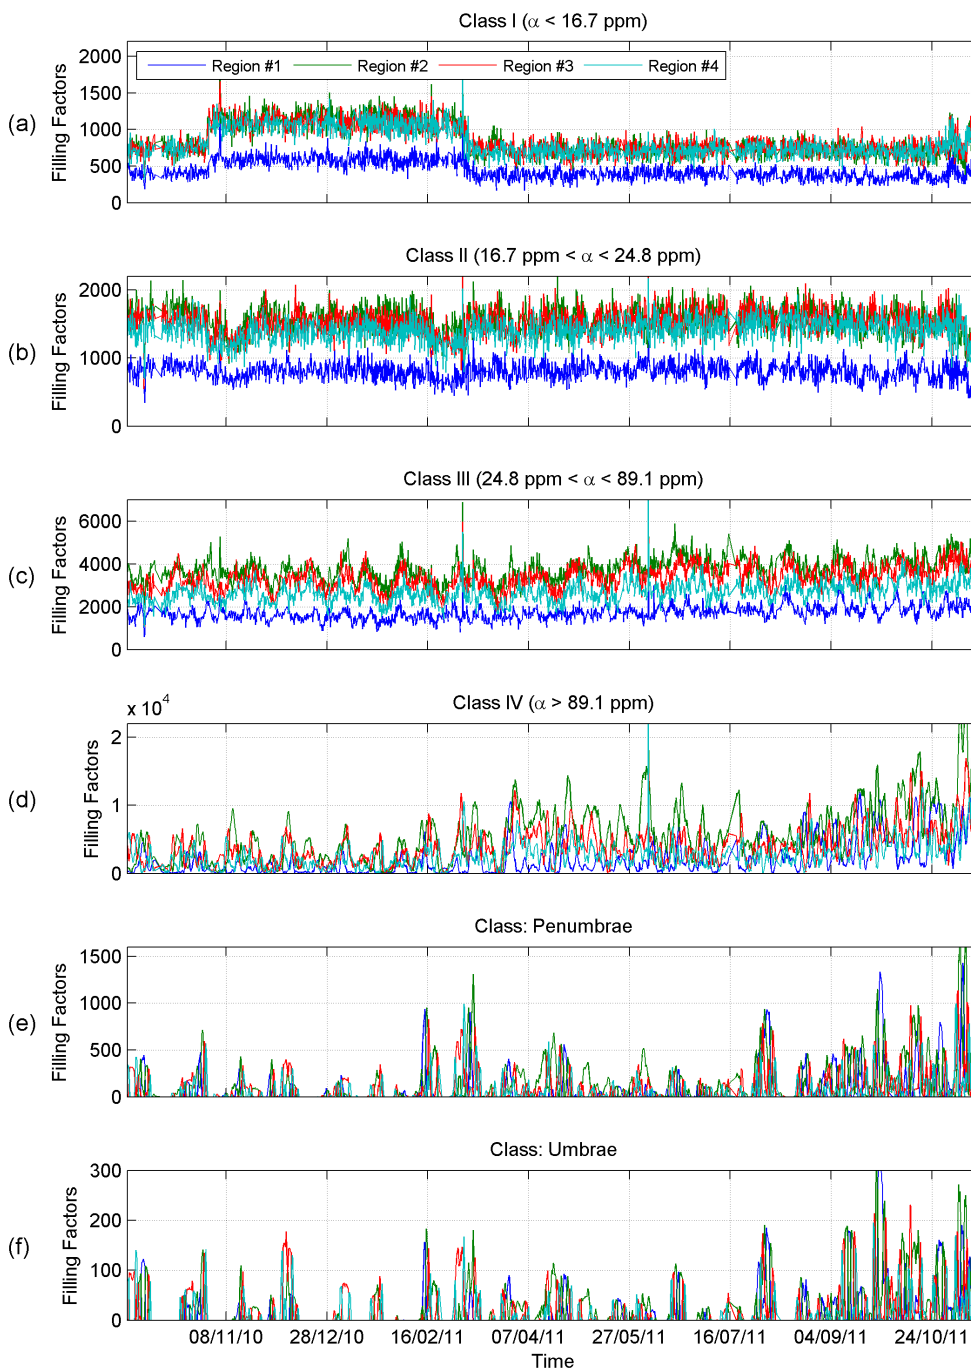 Class I (α < 16.7 ppm)
Region #1 Region #2 Region #3 Region #4
(a)
Filling Factors
2000
1500
1000
500
0
Class II (16.7 ppm < α < 24.8 ppm)
(b)
Filling Factors
2000
1000
0
Class III (24.8 ppm < α < 89.1 ppm)
(c)
Filling Factors
6000
4000
2000
0
Class IV (α > 89.1 ppm)
x 10^4
(d)
Filling Factors
2
1
0
Class: Penumbrae
(e)
Filling Factors
1500
1000
500
0
Class: Umbrae
(f)
Filling Factors
300
200
100
0
08/11/10 28/12/10 16/02/11 07/04/11 27/05/11 16/07/11 04/09/11 24/10/11
Time